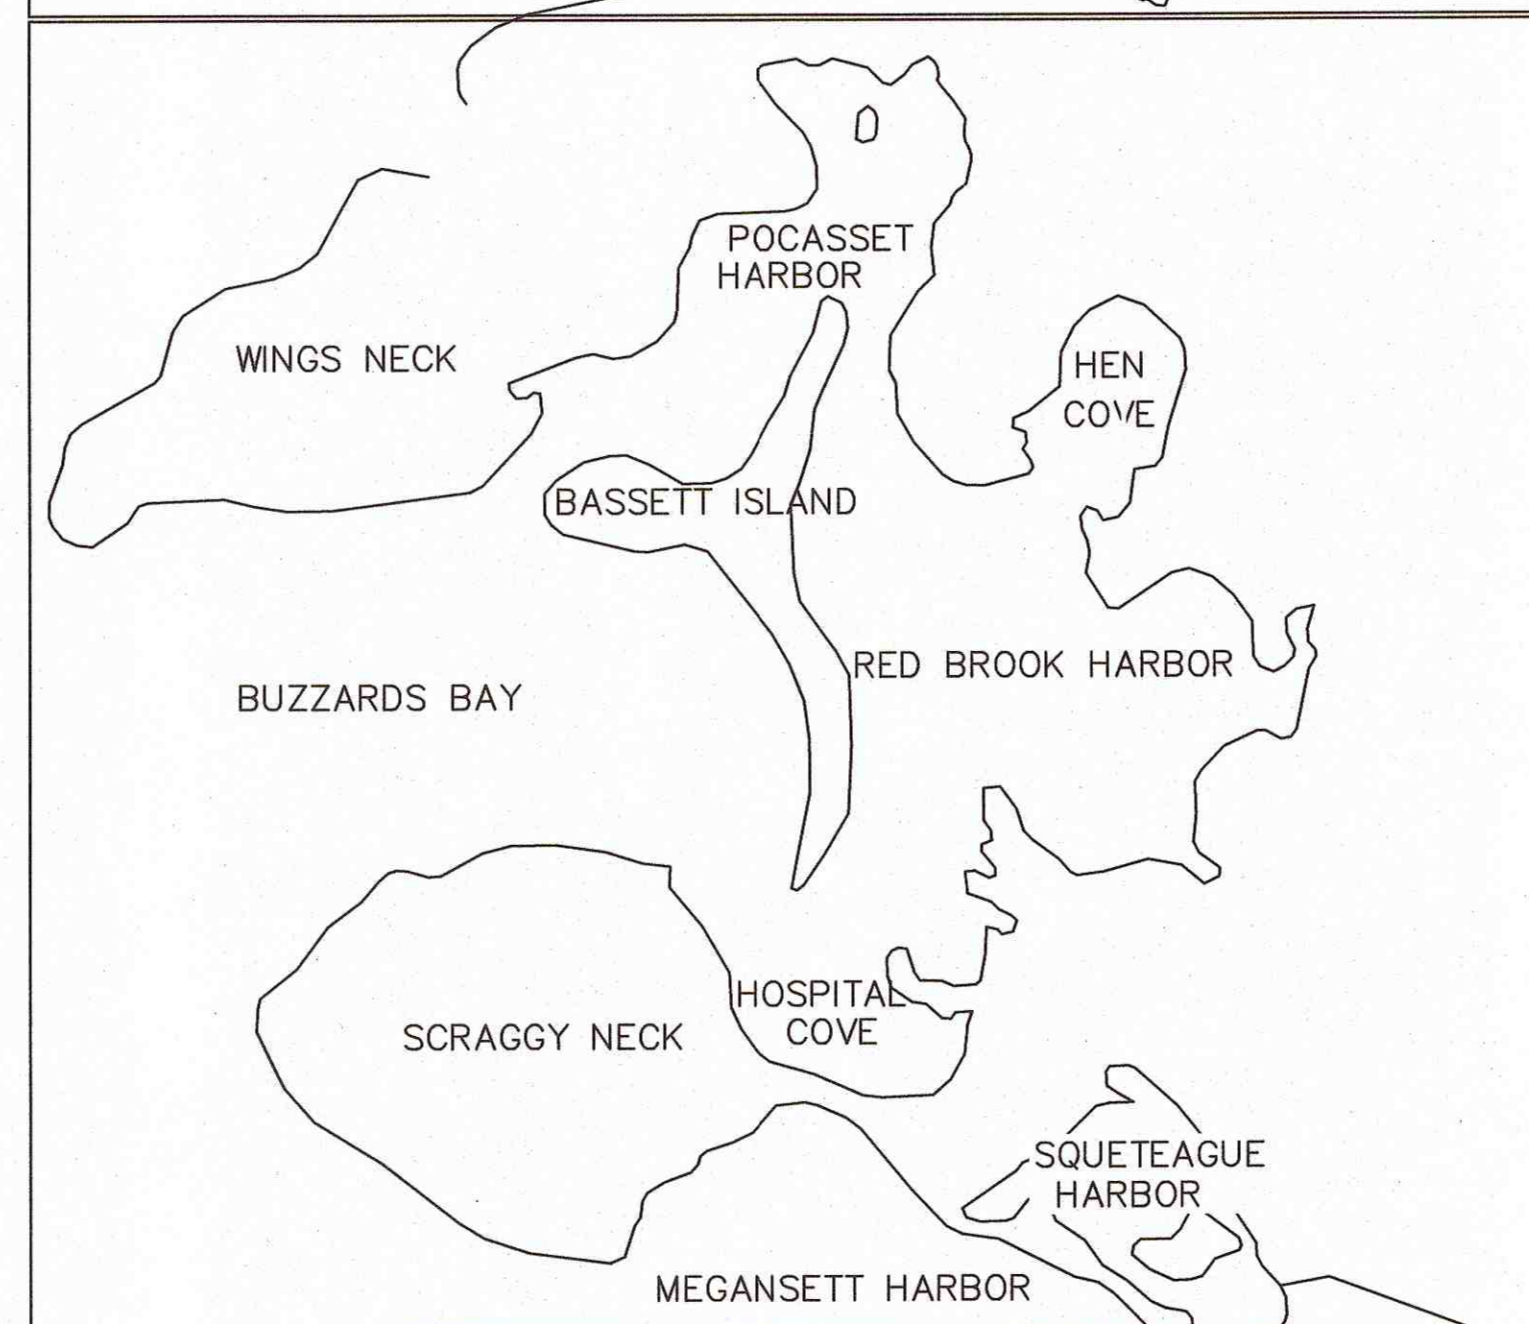 POCASSET
HARBOR
WINGS NECK
HEN
COVE
BASSETT ISLAND
RED BROOK HARBOR
BUZZARDS BAY
HOSPITAL
COVE
SCRAGGY NECK
SQUETEAGUE
HARBOR
MEGANSETT HARBOR